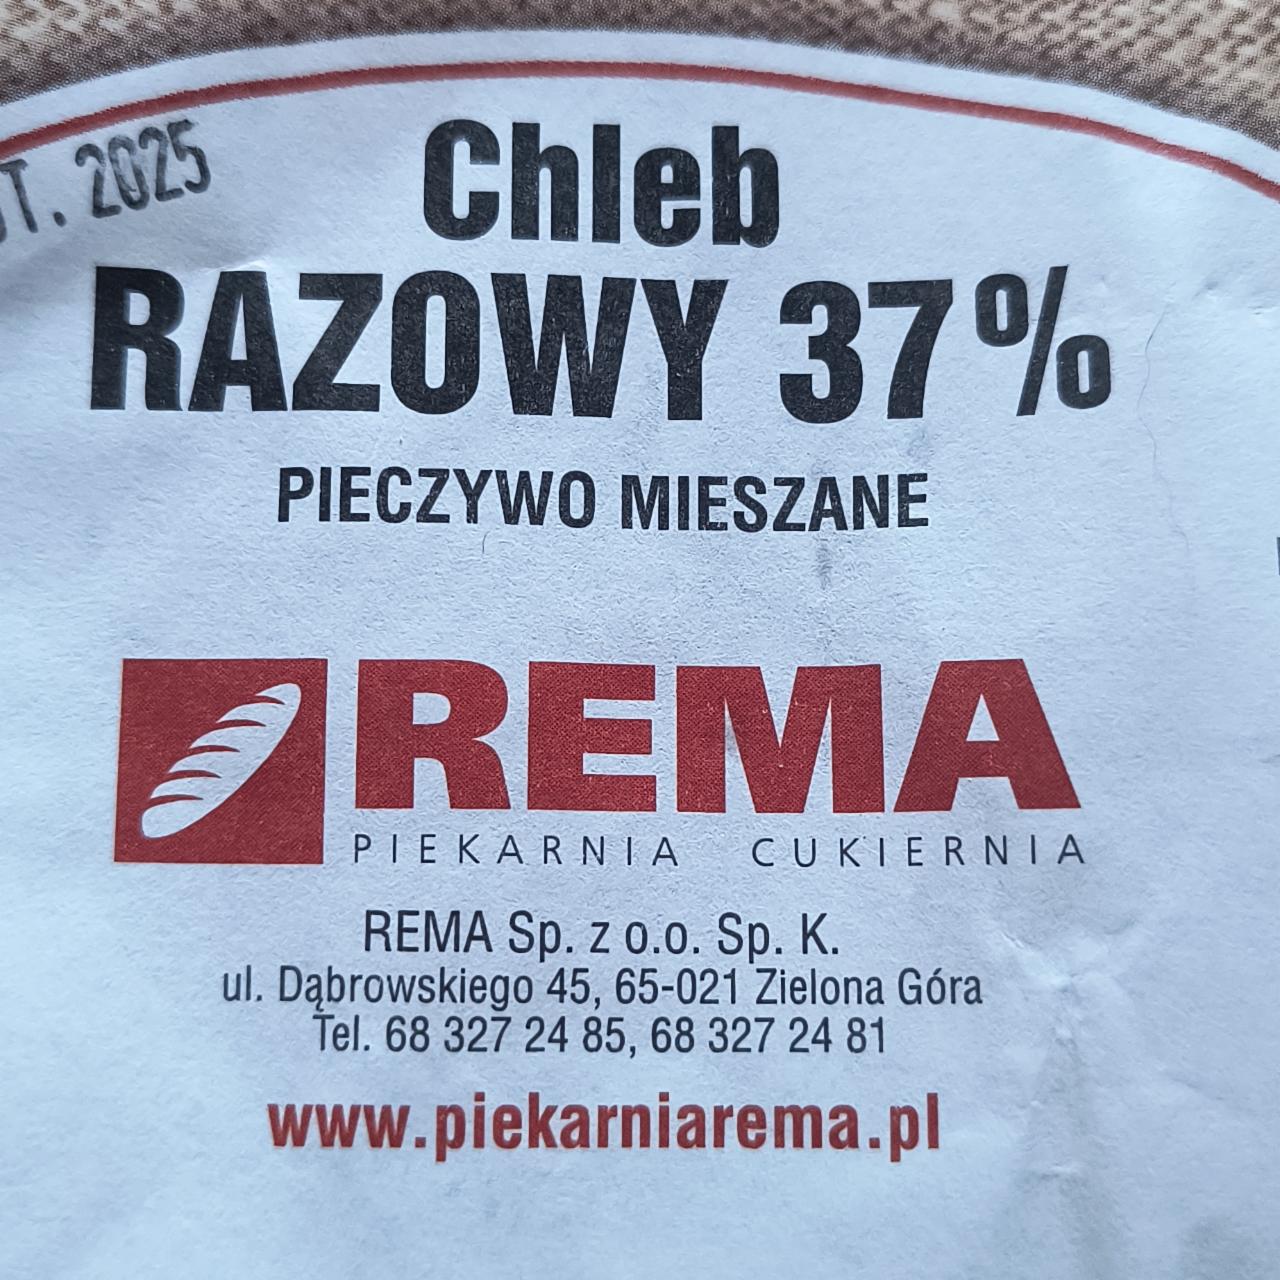 2025
Chleb
RAZOWY 37%
PIECZYWO MIESZANE
REMA
PIEKARNIA CUKIERNIA
REMA Sp. z o.o. Sp. K.
ul. Dąbrowskiego 45, 65-021 Zielona Góra
Tel. 68 327 24 85, 68 327 24 81
www.piekarniarema.pl